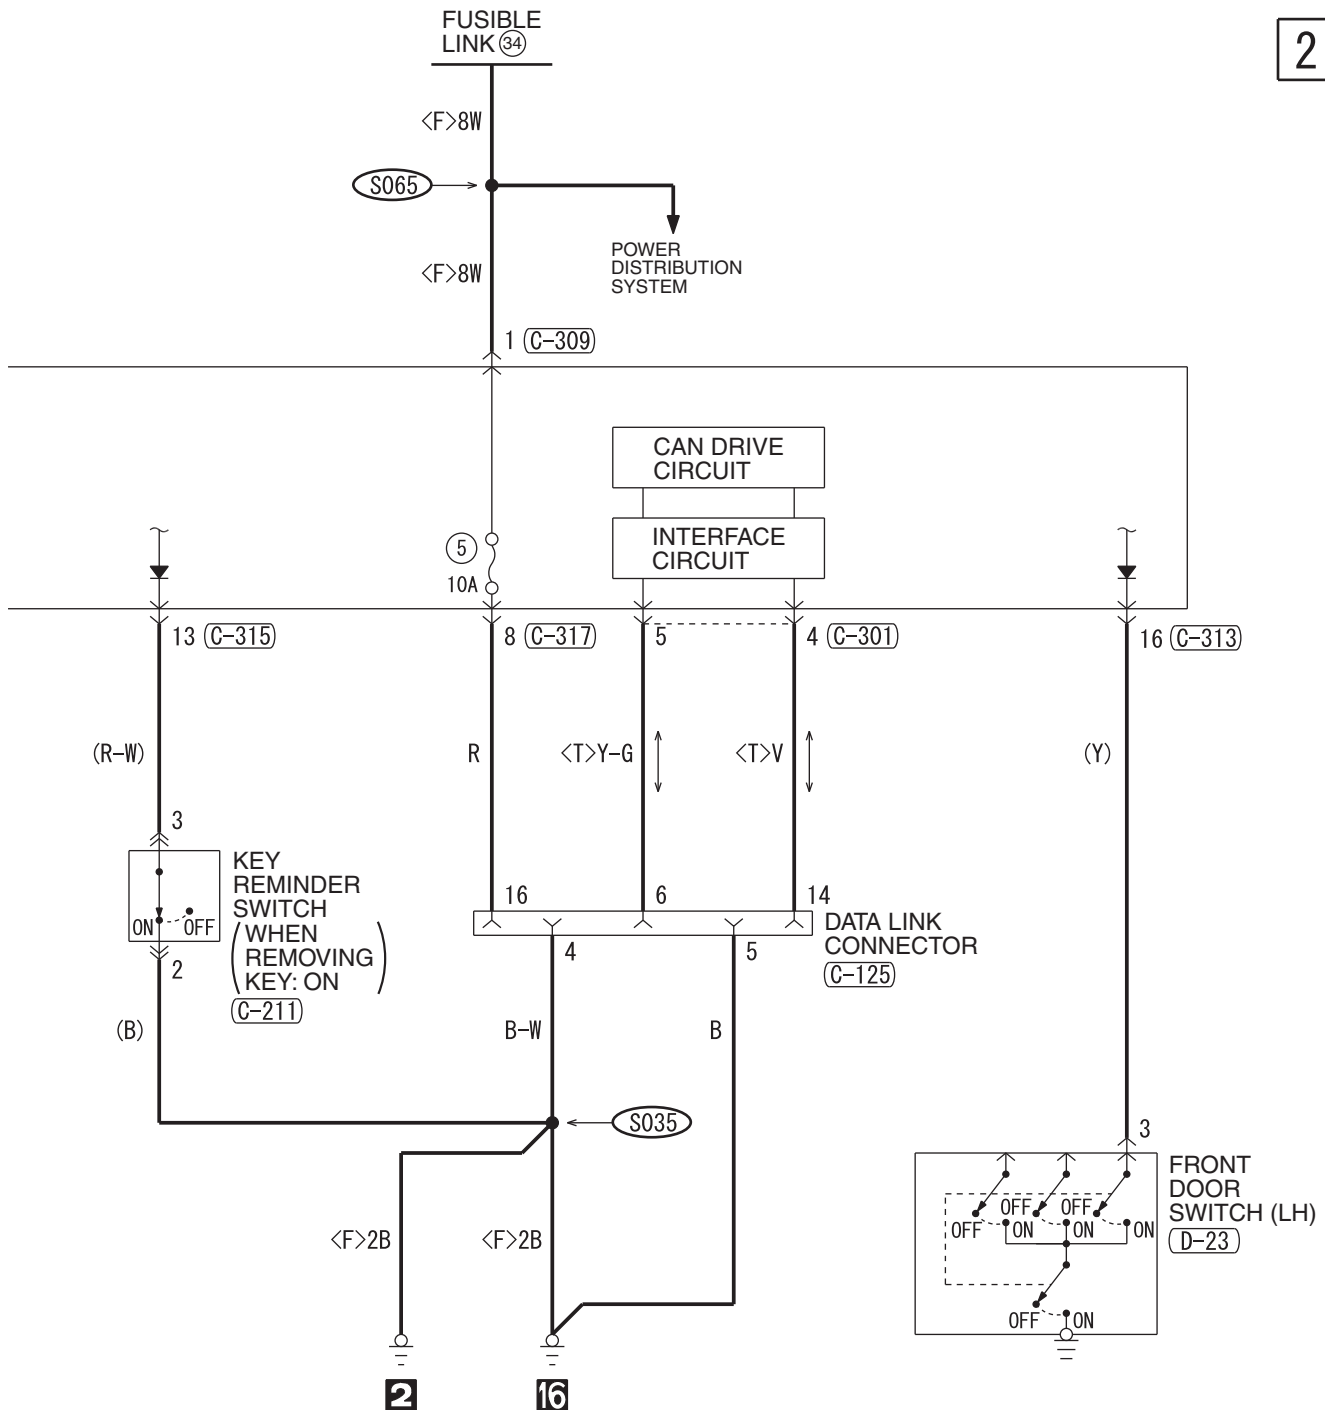 FUSIBLE
LINK 34
2
<F>8W
S065
POWER
DISTRIBUTION
SYSTEM
<F>8W
1 C-309
CAN DRIVE
CIRCUIT
INTERFACE
CIRCUIT
5
10A
13 C-315
8 C-317
5
4 C-301
16 C-313
(R-W)
R
<T>Y-G
<T>V
(Y)
3
KEY
REMINDER
SWITCH
(WHEN
REMOVING
KEY: ON)
C-211
ON OFF
2
16
6
14
DATA LINK
CONNECTOR
C-125
4
5
(B)
B-W
B
S035
3
FRONT
DOOR
SWITCH (LH)
D-23
OFF OFF OFF
ON ON ON
OFF ON
<F>2B
<F>2B
2
16